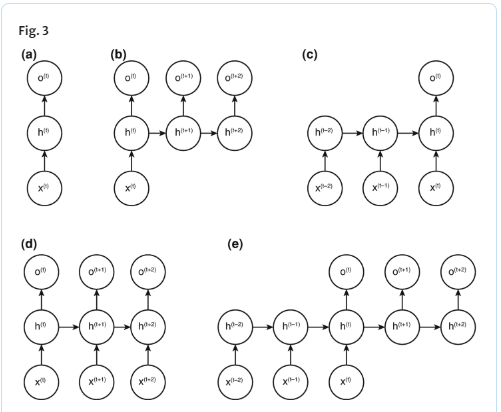 Fig. 3
(a) (b) (c)
o(t) o(t) o(t+1) o(t+2) o(t)
h(t) h(t) h(t+1) h(t+2) h(t−2) h(t−1) h(t)
x(t) x(t) x(t−2) x(t−1) x(t)
(d) (e)
o(t) o(t+1) o(t+2) o(t) o(t+1) o(t+2)
h(t) h(t+1) h(t+2) h(t−2) h(t−1) h(t) h(t+1) h(t+2)
x(t) x(t+1) x(t+2) x(t−2) x(t−1) x(t)